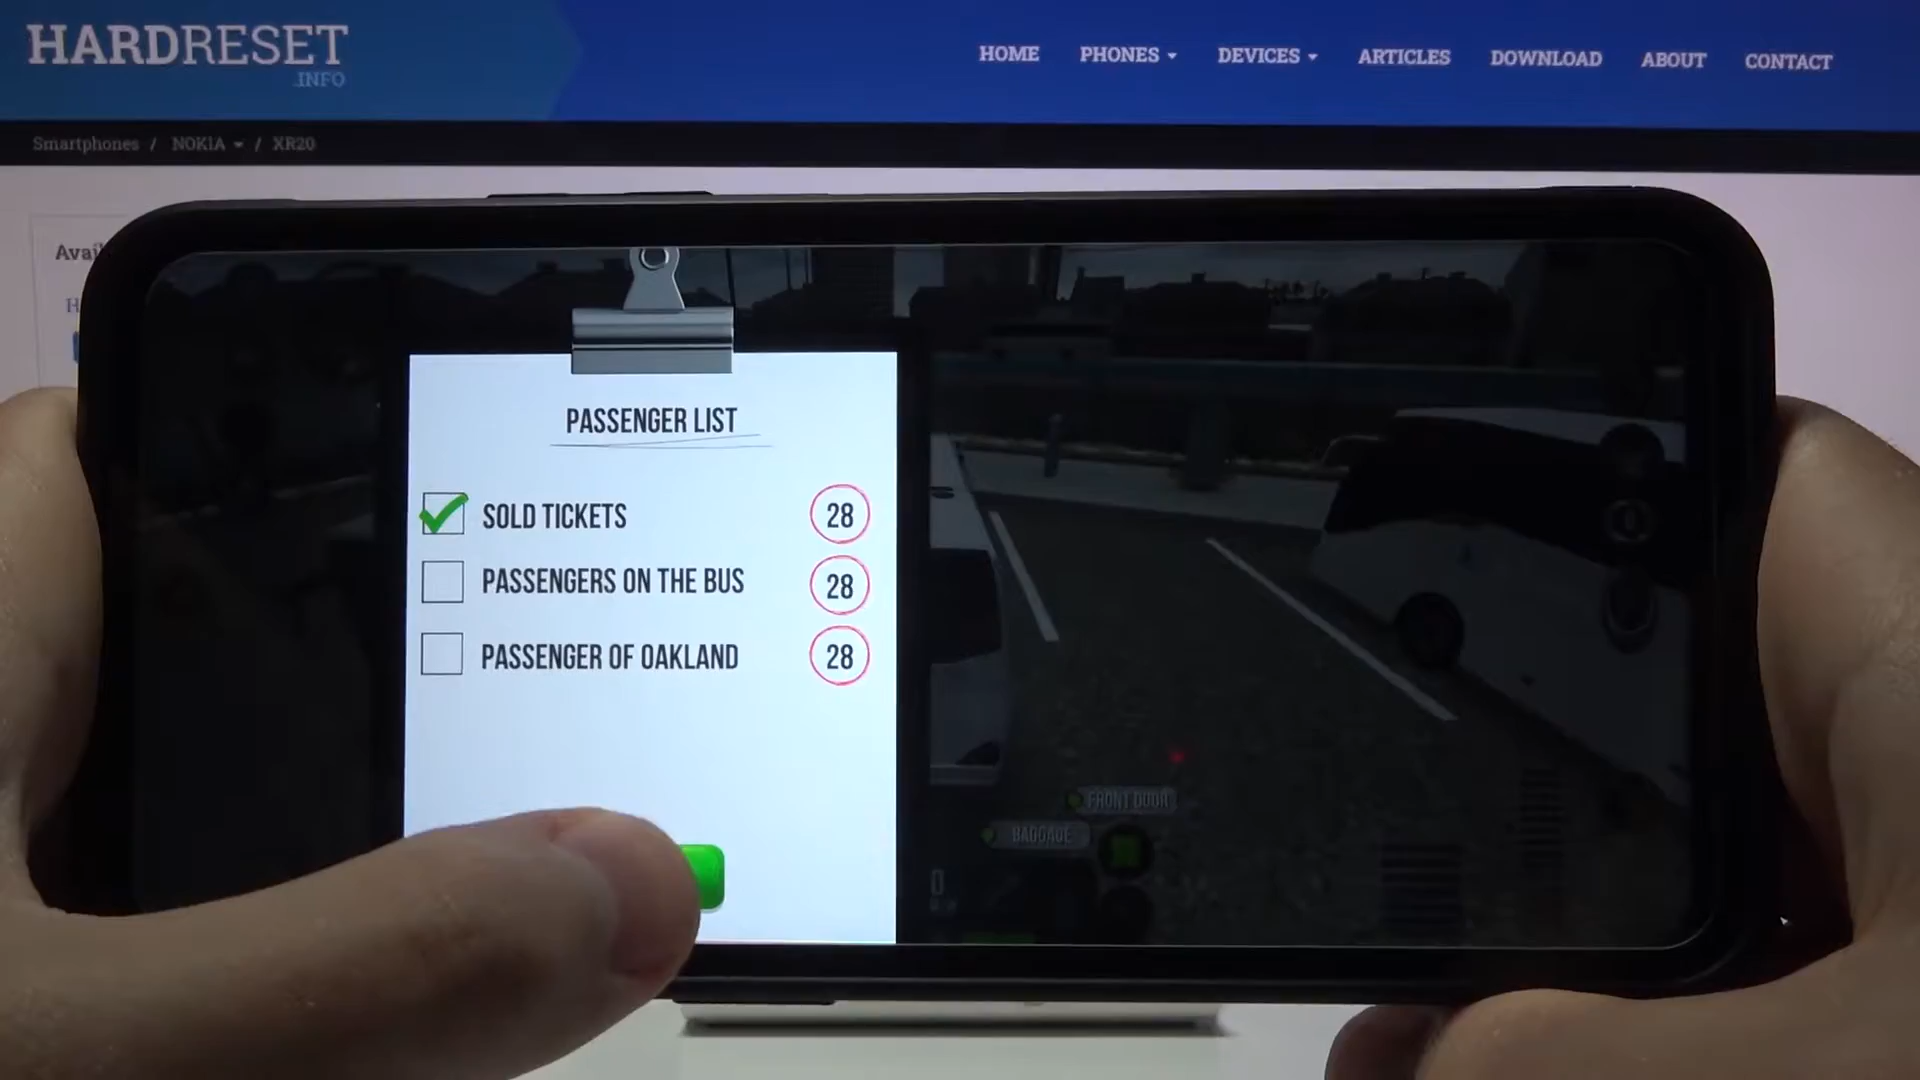 HARDRESET
.INFO
HOME PHONES DEVICES ARTICLES DOWNLOAD ABOUT CONTACT
Smartphones / NOKIA / XR20
PASSENGER LIST
SOLD TICKETS 28
PASSENGERS ON THE BUS 28
PASSENGER OF OAKLAND 28
FRONT DOOR
BAGGAGE
0